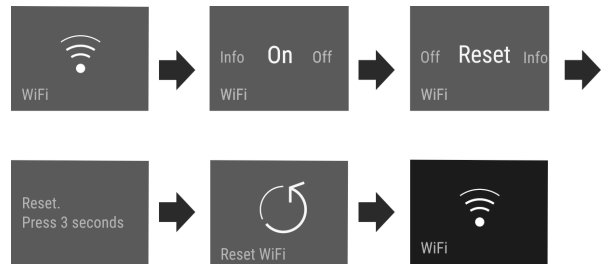 WiFi
Info On Off
WiFi
Off Reset Info
WiFi
Reset.
Press 3 seconds
Reset WiFi
WiFi